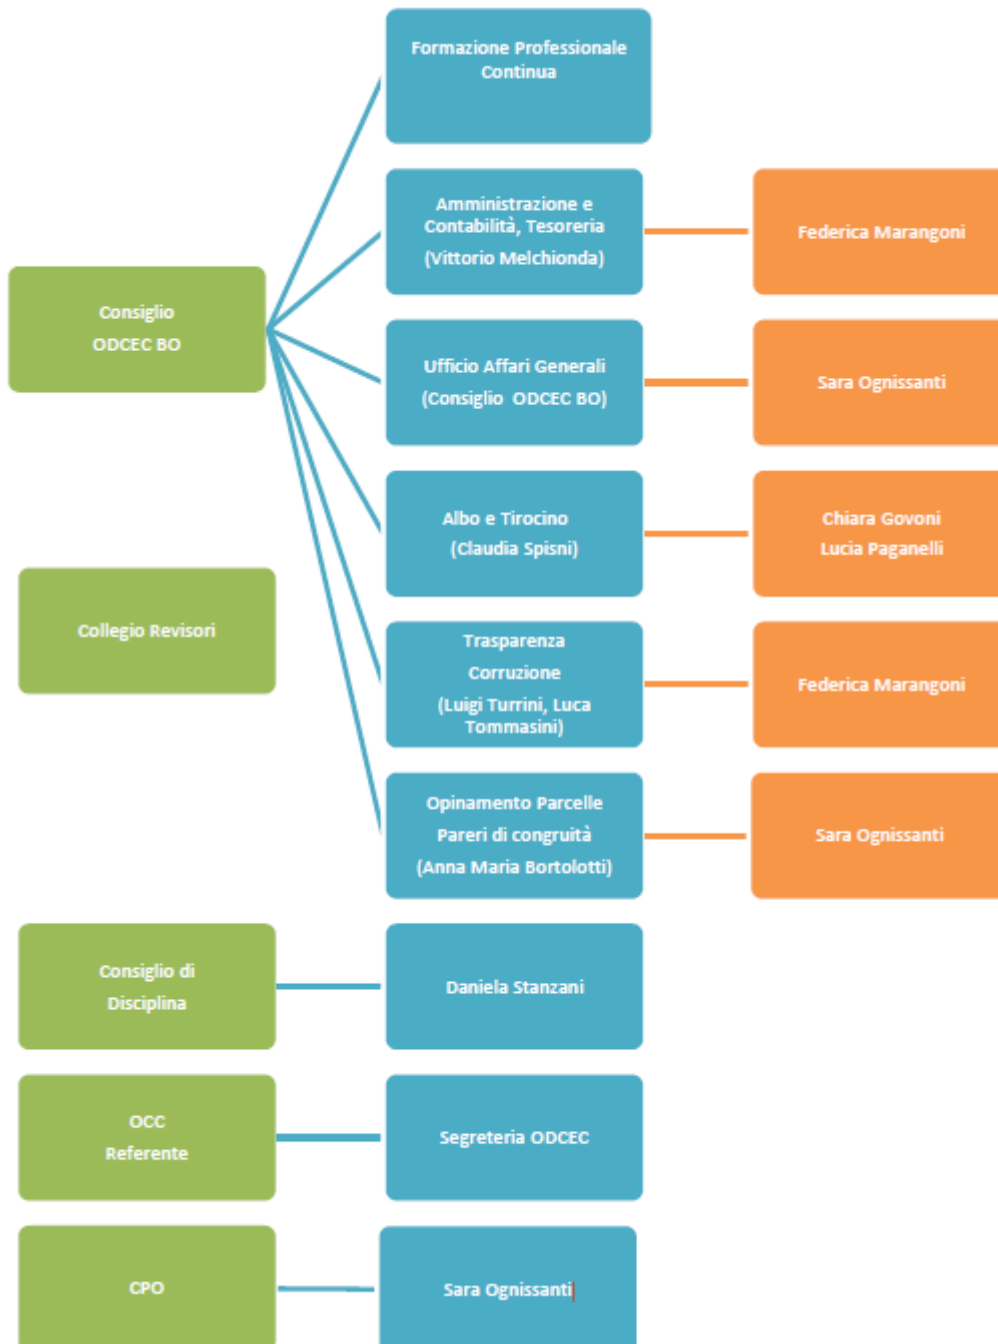 Formazione Professionale
Continua
Amministrazione e
Contabilità, Tesoreria
(Vittorio Melchionda)
Federica Marangoni
Consiglio
ODCEC BO
Ufficio Affari Generali
(Consiglio ODCEC BO)
Sara Ognissanti
Albo e Tirocino
(Claudia Spisni)
Chiara Govoni
Lucia Paganelli
Collegio Revisori
Trasparenza
Corruzione
(Luigi Turrini, Luca
Tommasini)
Federica Marangoni
Opinamento Parcelle
Pareri di congruità
(Anna Maria Bortolotti)
Sara Ognissanti
Consiglio di
Disciplina
Daniela Stanzani
OCC
Referente
Segreteria ODCEC
CPO
Sara Ognissanti